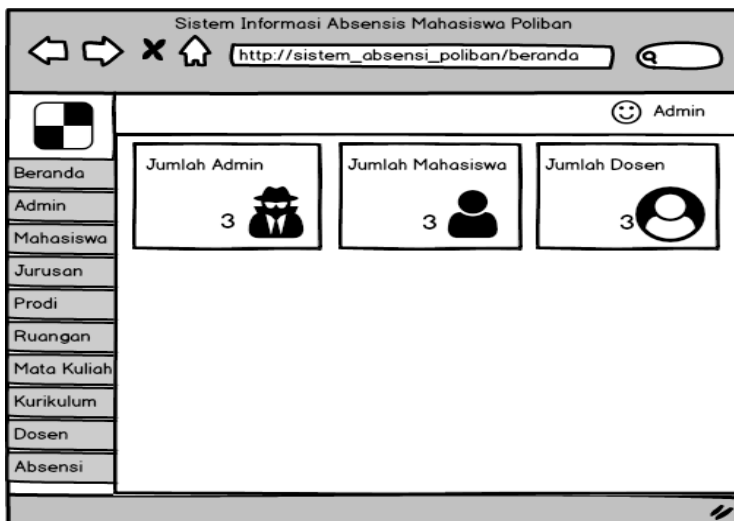 Sistem Informasi Absensis Mahasiswa Poliban
http://sistem_absensi_poliban/beranda
Admin
Beranda
Admin
Mahasiswa
Jurusan
Prodi
Ruangan
Mata Kuliah
Kurikulum
Dosen
Absensi
Jumlah Admin
3
Jumlah Mahasiswa
3
Jumlah Dosen
3